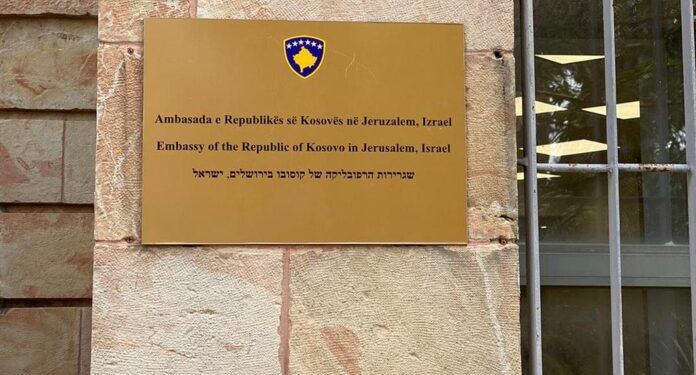 Ambasada e Republikës së Kosovës në Jeruzalem, Izrael
Embassy of the Republic of Kosovo in Jerusalem, Israel
שגרירות הרפובליקה של קוסובו בירושלים, ישראל